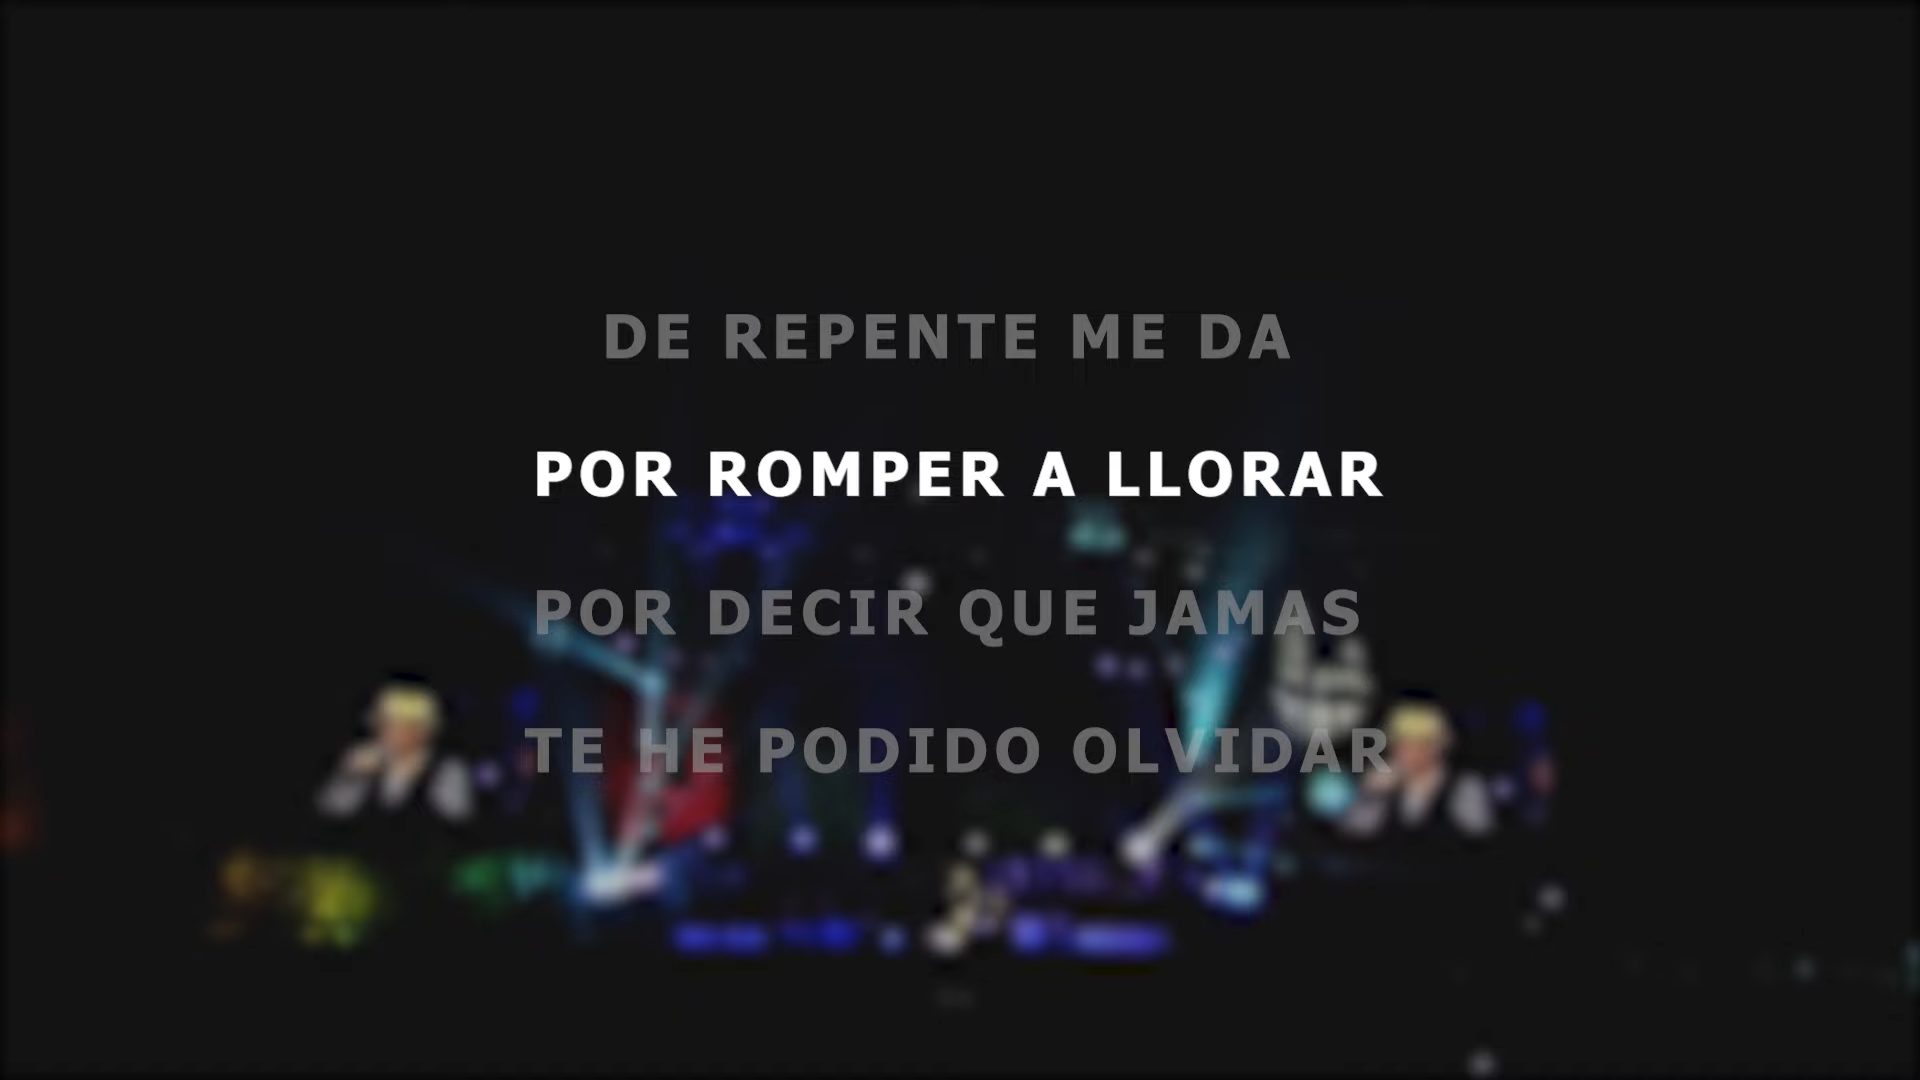 DE REPENTE ME DA
POR ROMPER A LLORAR
POR DECIR QUE JAMAS
TE HE PODIDO OLVIDAR